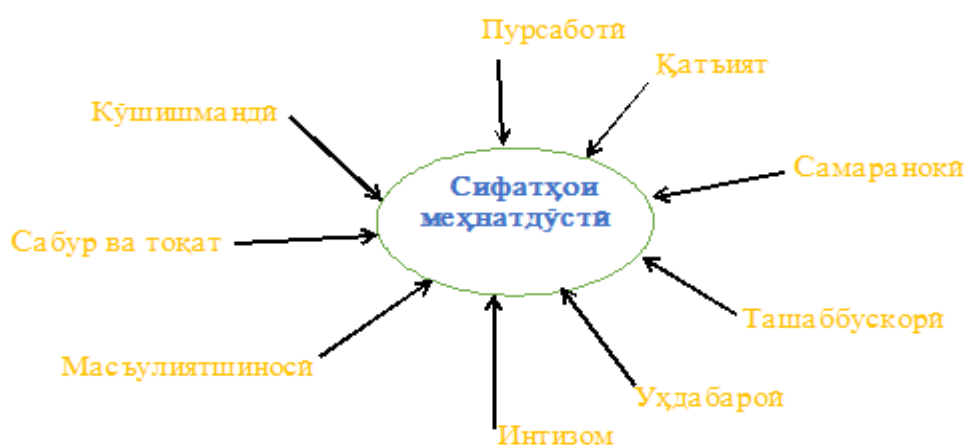 Пурсаботӣ
Қатъият
Кӯшишмандӣ
Самаранокӣ
Сифатҳои
меҳнатдӯстӣ
Сабур ва тоқат
Ташаббускорӣ
Масъулиятшиносӣ
Уҳдабароӣ
Интизом